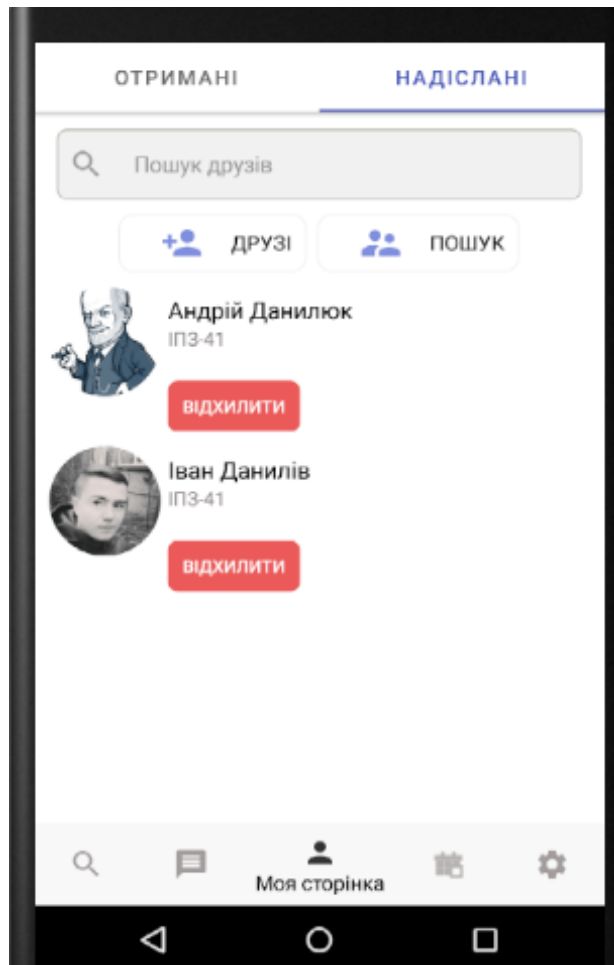 ОТРИМАНІ НАДІСЛАНІ
Пошук друзів
ДРУЗІ ПОШУК
Андрій Данилюк
ІПЗ-41
ВІДХИЛИТИ
Іван Данилів
ІПЗ-41
ВІДХИЛИТИ
Моя сторінка